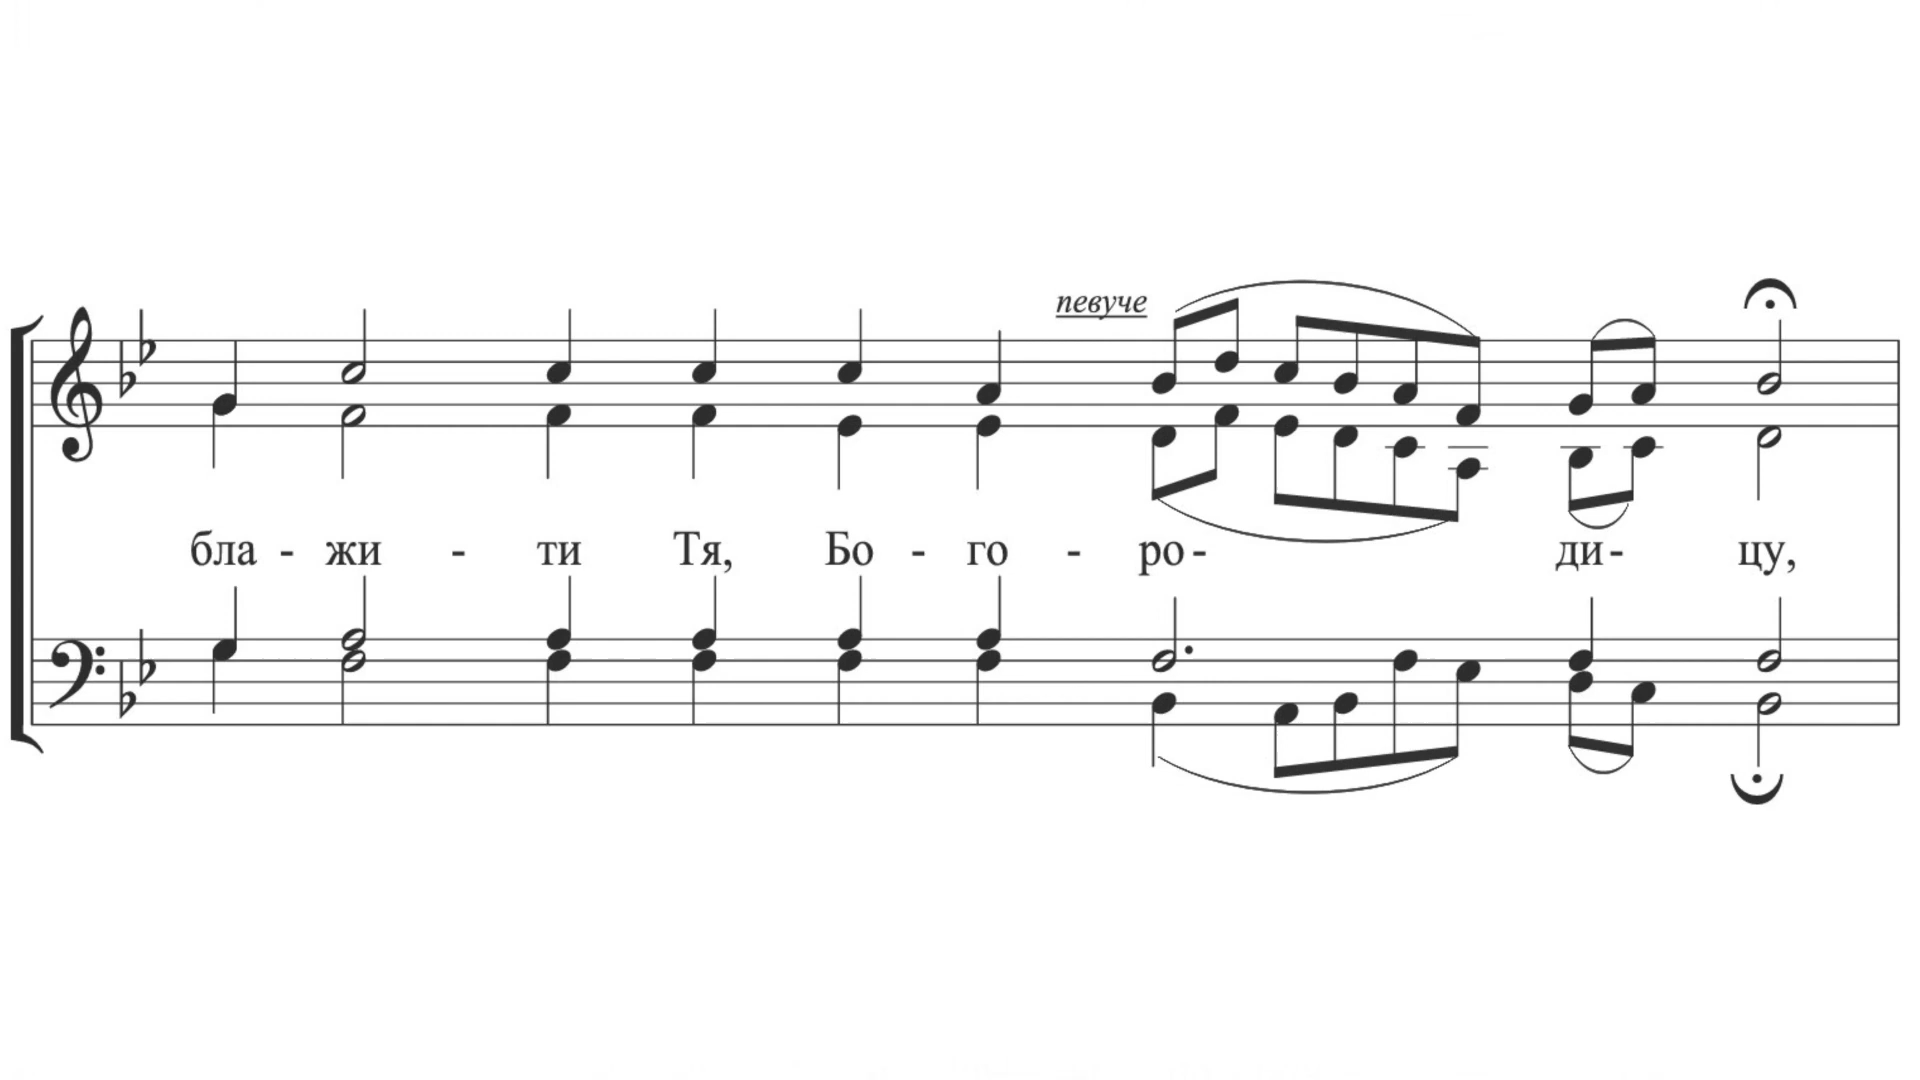 певуче
бла - жи - ти Тя, Бо - го - ро - ди - цу,